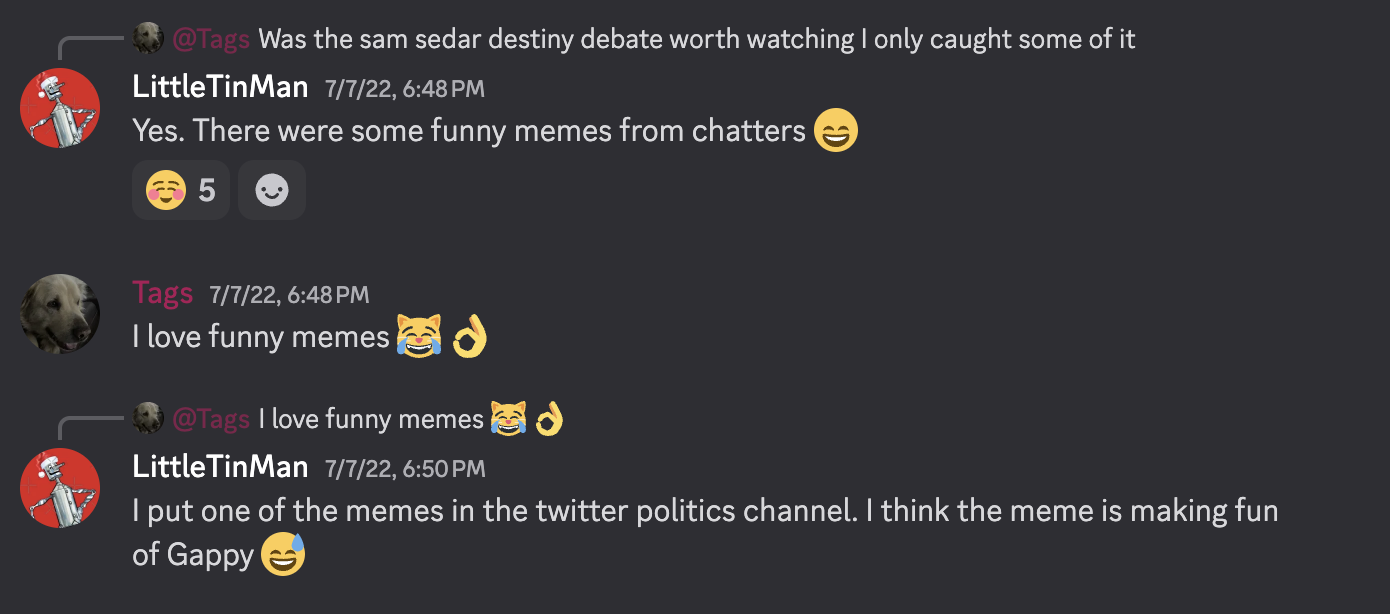 @Tags Was the sam sedar destiny debate worth watching I only caught some of it
LittleTinMan 7/7/22, 6:48 PM
Yes. There were some funny memes from chatters 😄
☺️ 5
Tags 7/7/22, 6:48 PM
I love funny memes 😹 👌
@Tags I love funny memes 😹 👌
LittleTinMan 7/7/22, 6:50 PM
I put one of the memes in the twitter politics channel. I think the meme is making fun
of Gappy 😅